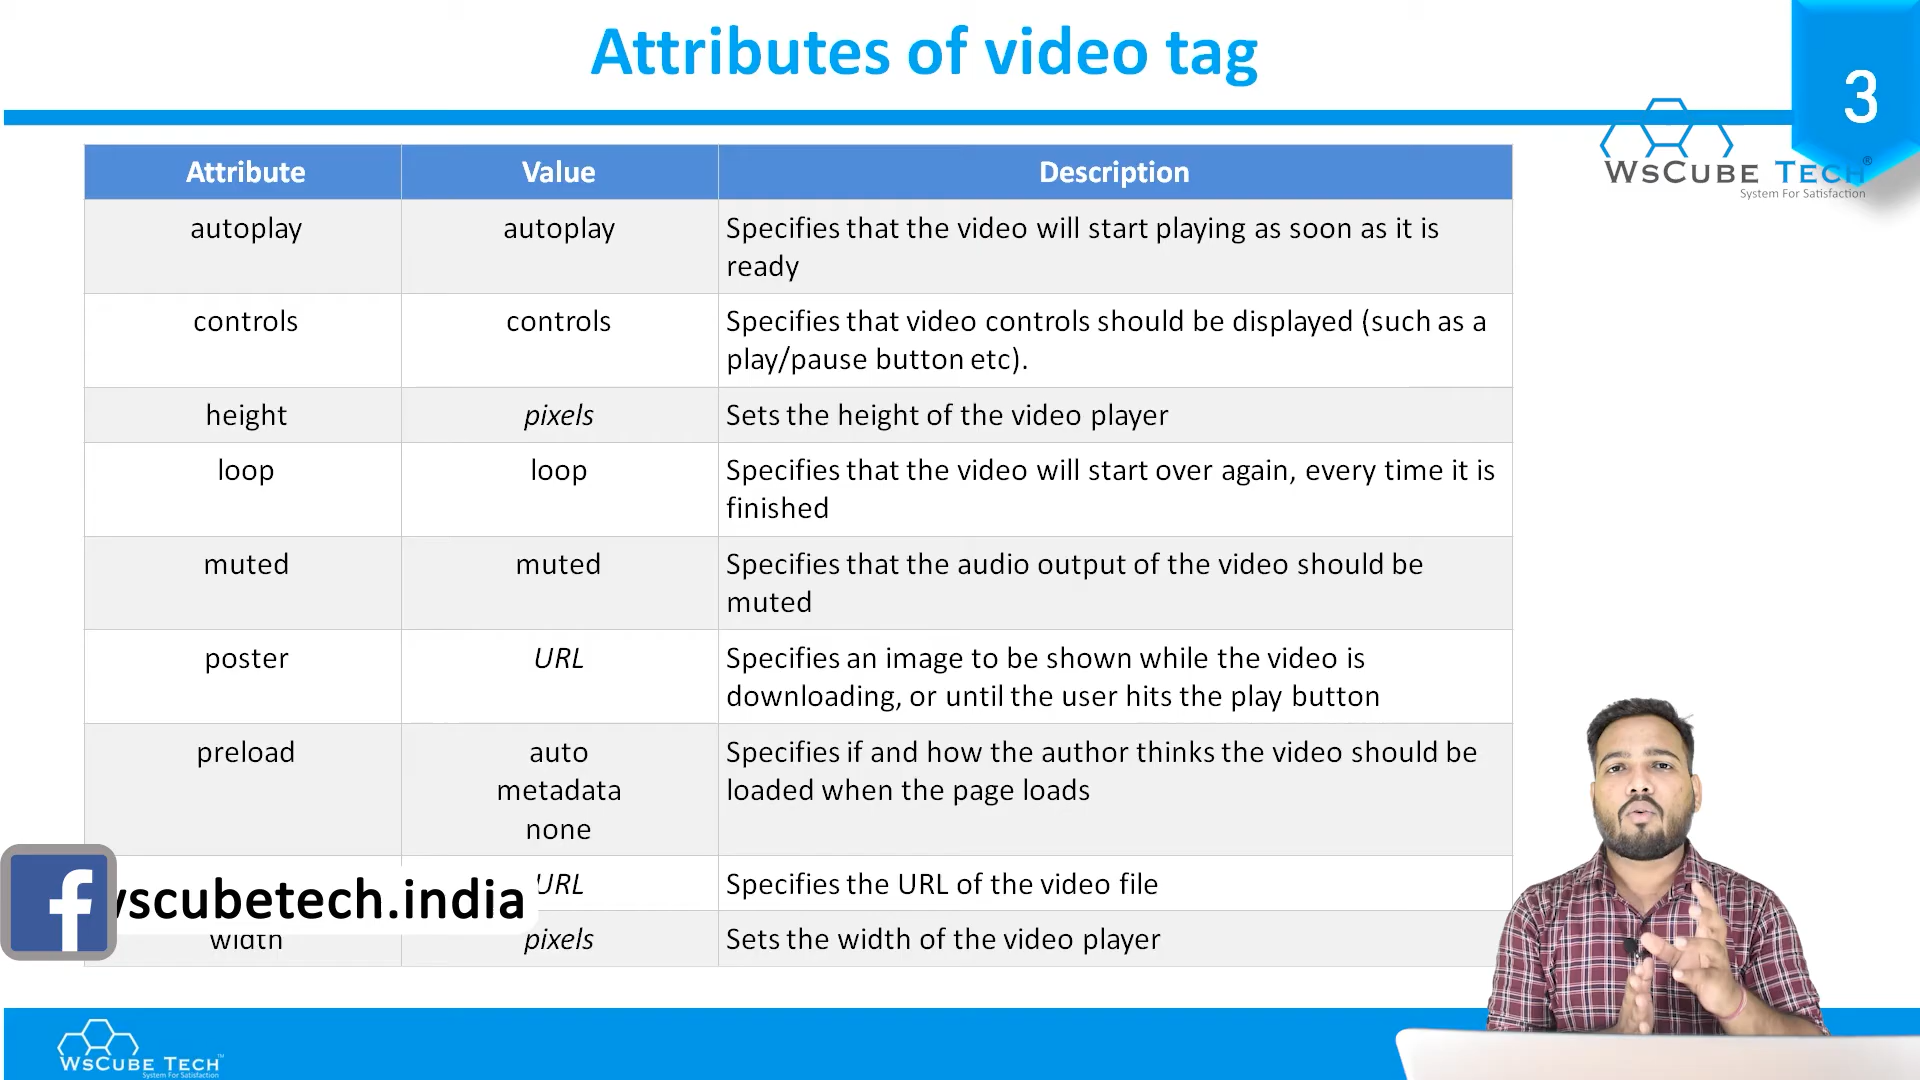 Attributes of video tag
3
WsCube Tech®
System For Satisfaction
Attribute Value Description
autoplay autoplay Specifies that the video will start playing as soon as it is
ready
controls controls Specifies that video controls should be displayed (such as a
play/pause button etc).
height pixels Sets the height of the video player
loop loop Specifies that the video will start over again, every time it is
finished
muted muted Specifies that the audio output of the video should be
muted
poster URL Specifies an image to be shown while the video is
downloading, or until the user hits the play button
preload auto Specifies if and how the author thinks the video should be
metadata loaded when the page loads
none
URL Specifies the URL of the video file
f wscubetech.india
width pixels Sets the width of the video player
WsCube Tech™
System For Satisfaction